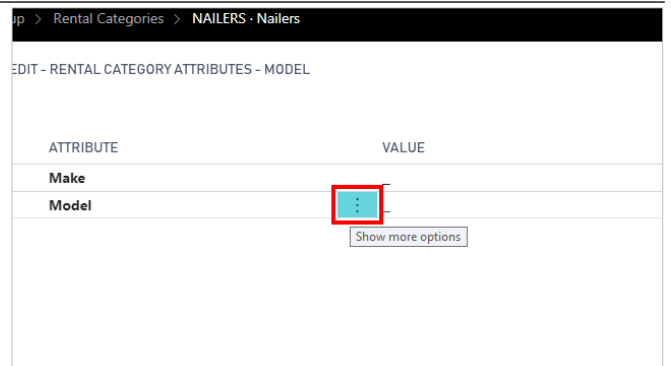 up > Rental Categories > NAILERS · Nailers
EDIT - RENTAL CATEGORY ATTRIBUTES - MODEL
ATTRIBUTE VALUE
Make _
Model ⋮ _
Show more options